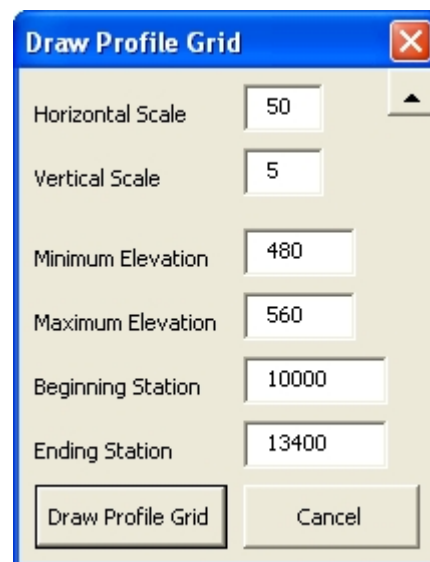 Draw Profile Grid
Horizontal Scale 50
Vertical Scale 5
Minimum Elevation 480
Maximum Elevation 560
Beginning Station 10000
Ending Station 13400
Draw Profile Grid Cancel